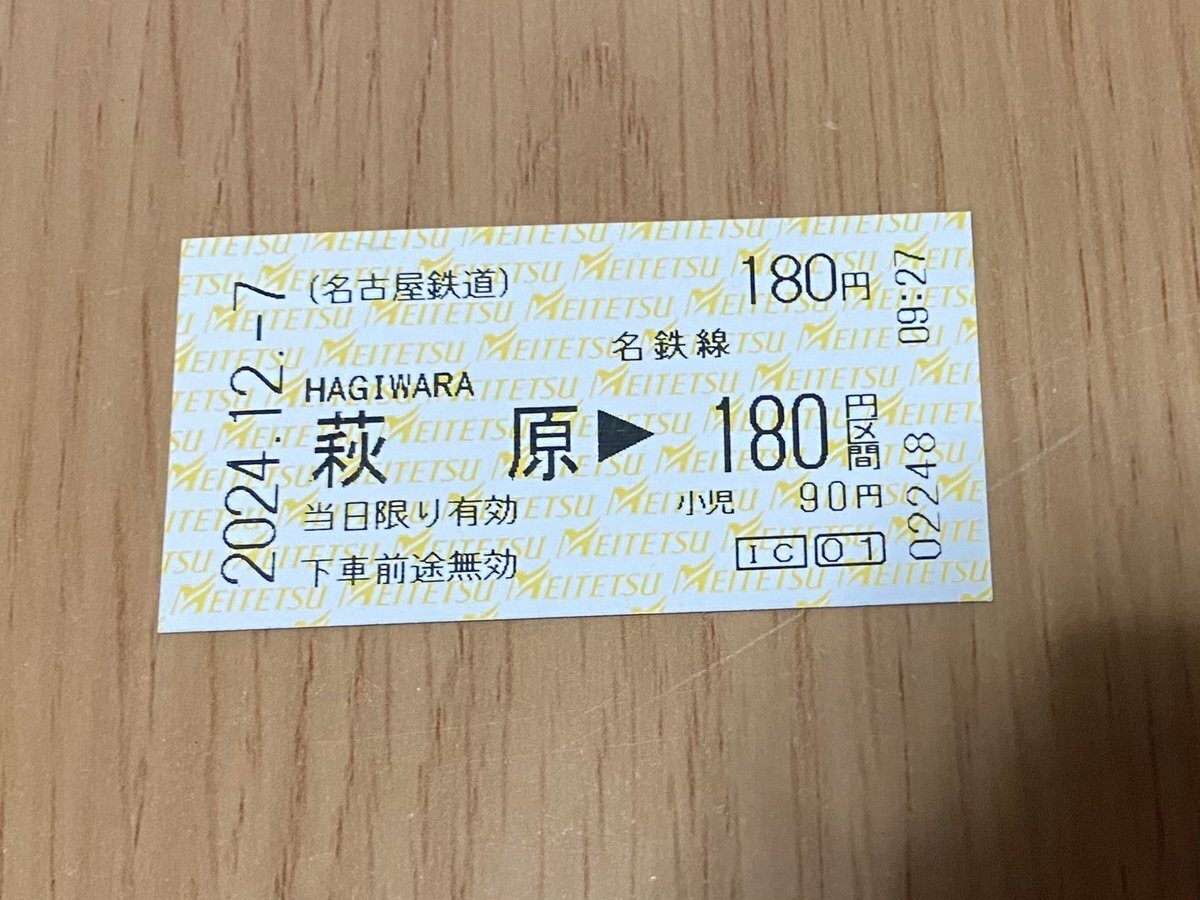 (名古屋鉄道)
180円
名鉄線
HAGIWARA
萩原▶180円区間
当日限り有効
小児 90円
下車前途無効
IC 01
2024.12.-7
09:27
02248
MEITETSU